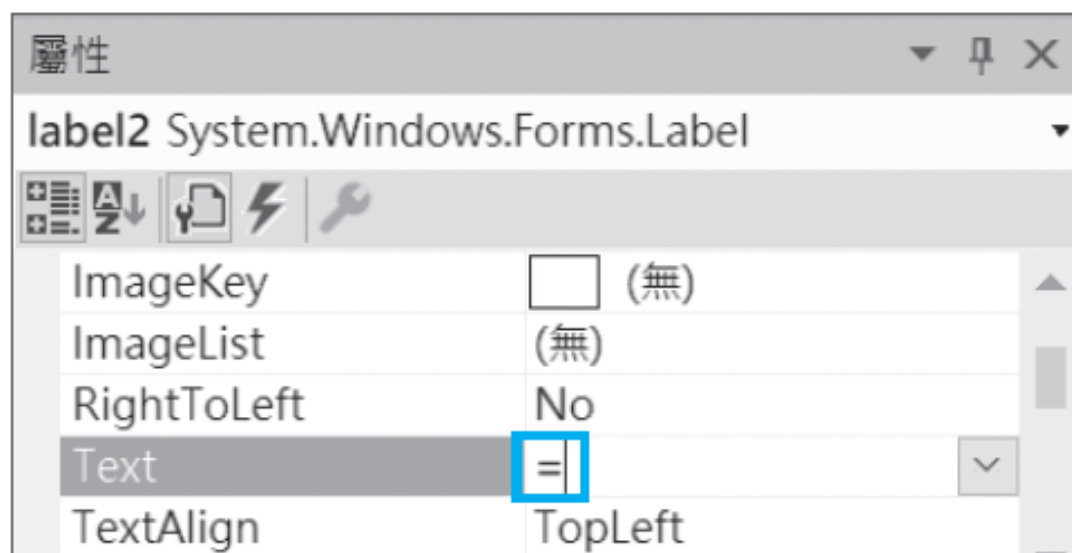 屬性
label2 System.Windows.Forms.Label
ImageKey (無)
ImageList (無)
RightToLeft No
Text =
TextAlign TopLeft